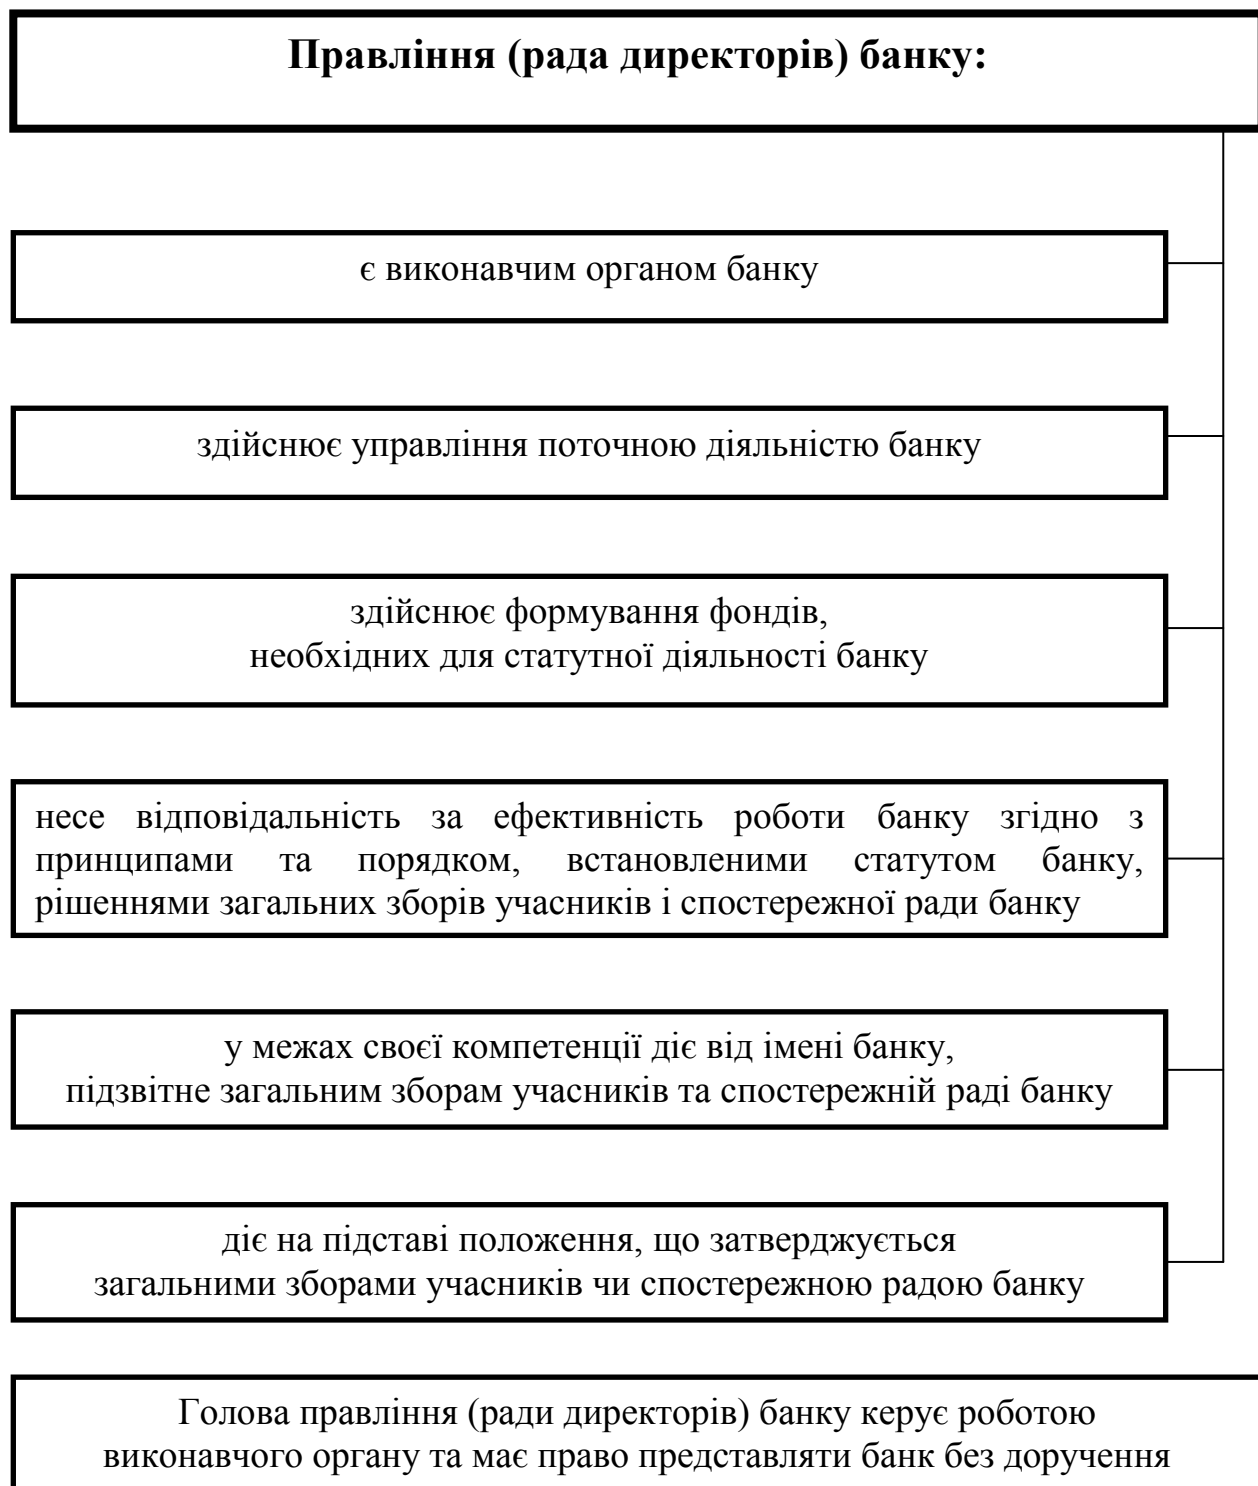 Правління (рада директорів) банку:
є виконавчим органом банку
здійснює управління поточною діяльністю банку
здійснює формування фондів,
необхідних для статутної діяльності банку
несе відповідальність за ефективність роботи банку згідно з
принципами та порядком, встановленими статутом банку,
рішеннями загальних зборів учасників і спостережної ради банку
у межах своєї компетенції діє від імені банку,
підзвітне загальним зборам учасників та спостережній раді банку
діє на підставі положення, що затверджується
загальними зборами учасників чи спостережною радою банку
Голова правління (ради директорів) банку керує роботою
виконавчого органу та має право представляти банк без доручення